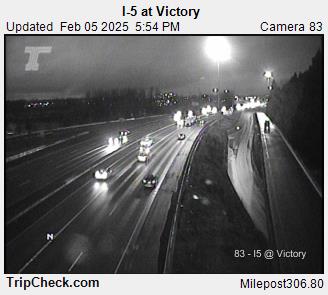 I-5 at Victory
Updated Feb 05 2025 5:54 PM Camera 83
T
N
83 - I5 @ Victory
TripCheck.com Milepost306.80